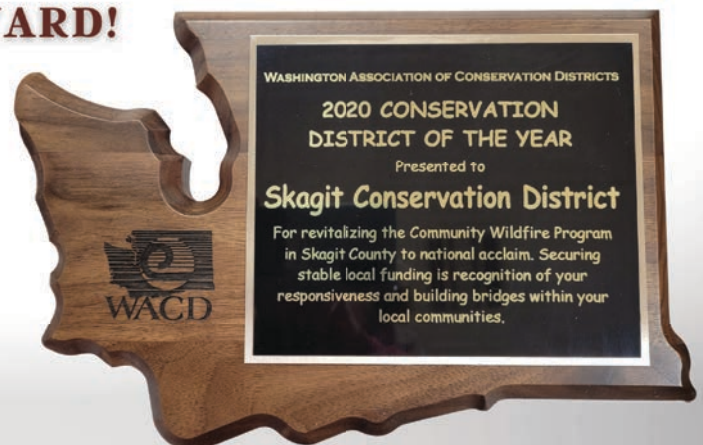 WARD!
WASHINGTON ASSOCIATION OF CONSERVATION DISTRICTS
2020 CONSERVATION
DISTRICT OF THE YEAR
Presented to
Skagit Conservation District
For revitalizing the Community Wildfire Program
in Skagit County to national acclaim. Securing
stable local funding is recognition of your
responsiveness and building bridges within your
local communities.
WACD